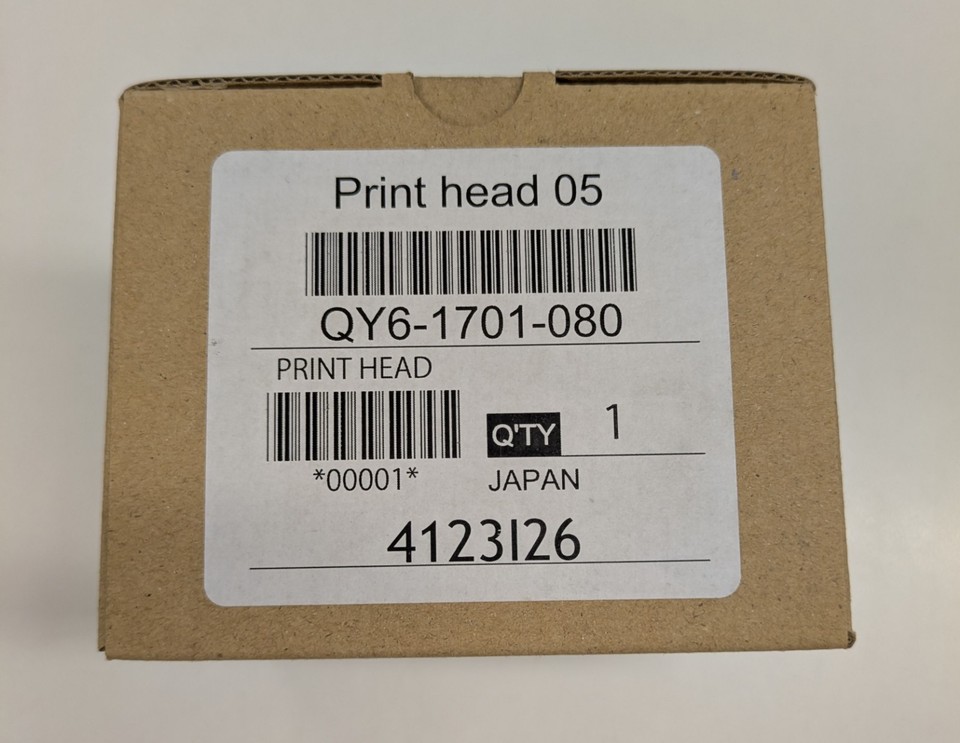 Print head 05
QY6-1701-080
PRINT HEAD
Q'TY 1
*00001* JAPAN
4123I26